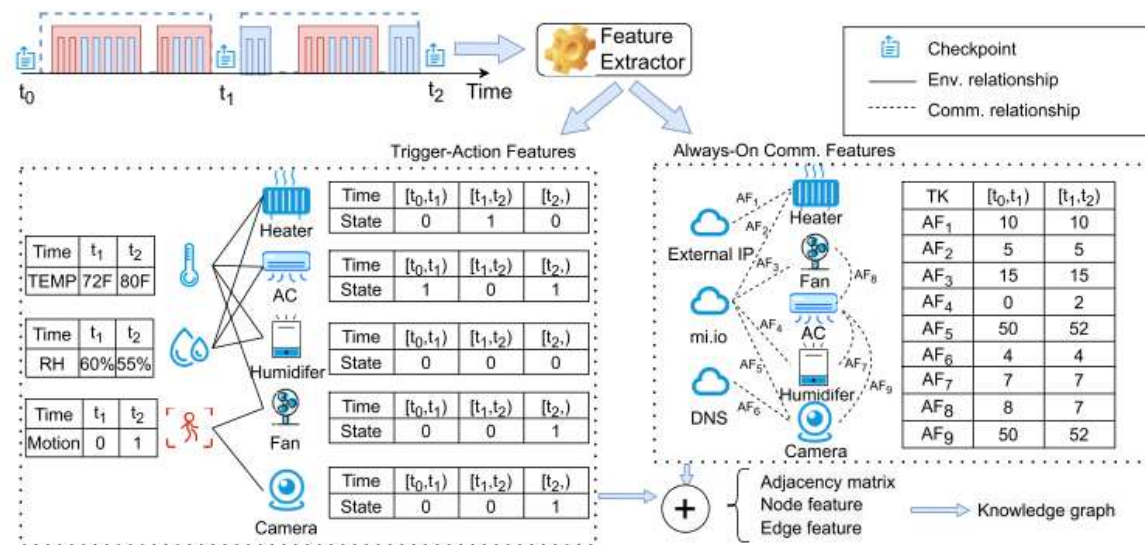 t0
t1
t2
Time
Feature
Extractor
Checkpoint
Env. relationship
Comm. relationship
Trigger-Action Features
Time t1 t2
TEMP 72F 80F
Time t1 t2
RH 60% 55%
Time t1 t2
Motion 0 1
Heater
Time [t0,t1) [t1,t2) [t2,)
State 0 1 0
AC
Time [t0,t1) [t1,t2) [t2,)
State 1 0 1
Humidifer
Time [t0,t1) [t1,t2) [t2,)
State 0 0 0
Fan
Time [t0,t1) [t1,t2) [t2,)
State 0 0 1
Camera
Time [t0,t1) [t1,t2) [t2,)
State 0 0 1
Always-On Comm. Features
External IP
mi.io
DNS
AF1
AF2
AF3
AF4
AF5
AF6
Heater
Fan
AC
Humidifer
Camera
AF8
AF7
AF9
TK [t0,t1) [t1,t2)
AF1 10 10
AF2 5 5
AF3 15 15
AF4 0 2
AF5 50 52
AF6 4 4
AF7 7 7
AF8 8 7
AF9 50 52
+
Adjacency matrix
Node feature
Edge feature
Knowledge graph